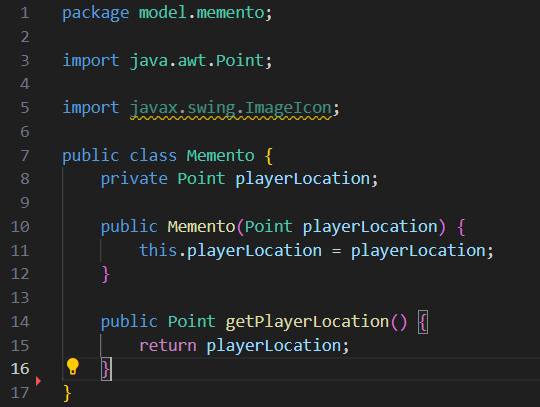 1 package model.memento;
2
3 import java.awt.Point;
4
5 import javax.swing.ImageIcon;
6
7 public class Memento {
8     private Point playerLocation;
9
10     public Memento(Point playerLocation) {
11         this.playerLocation = playerLocation;
12     }
13
14     public Point getPlayerLocation() {
15         return playerLocation;
16     }
17 }